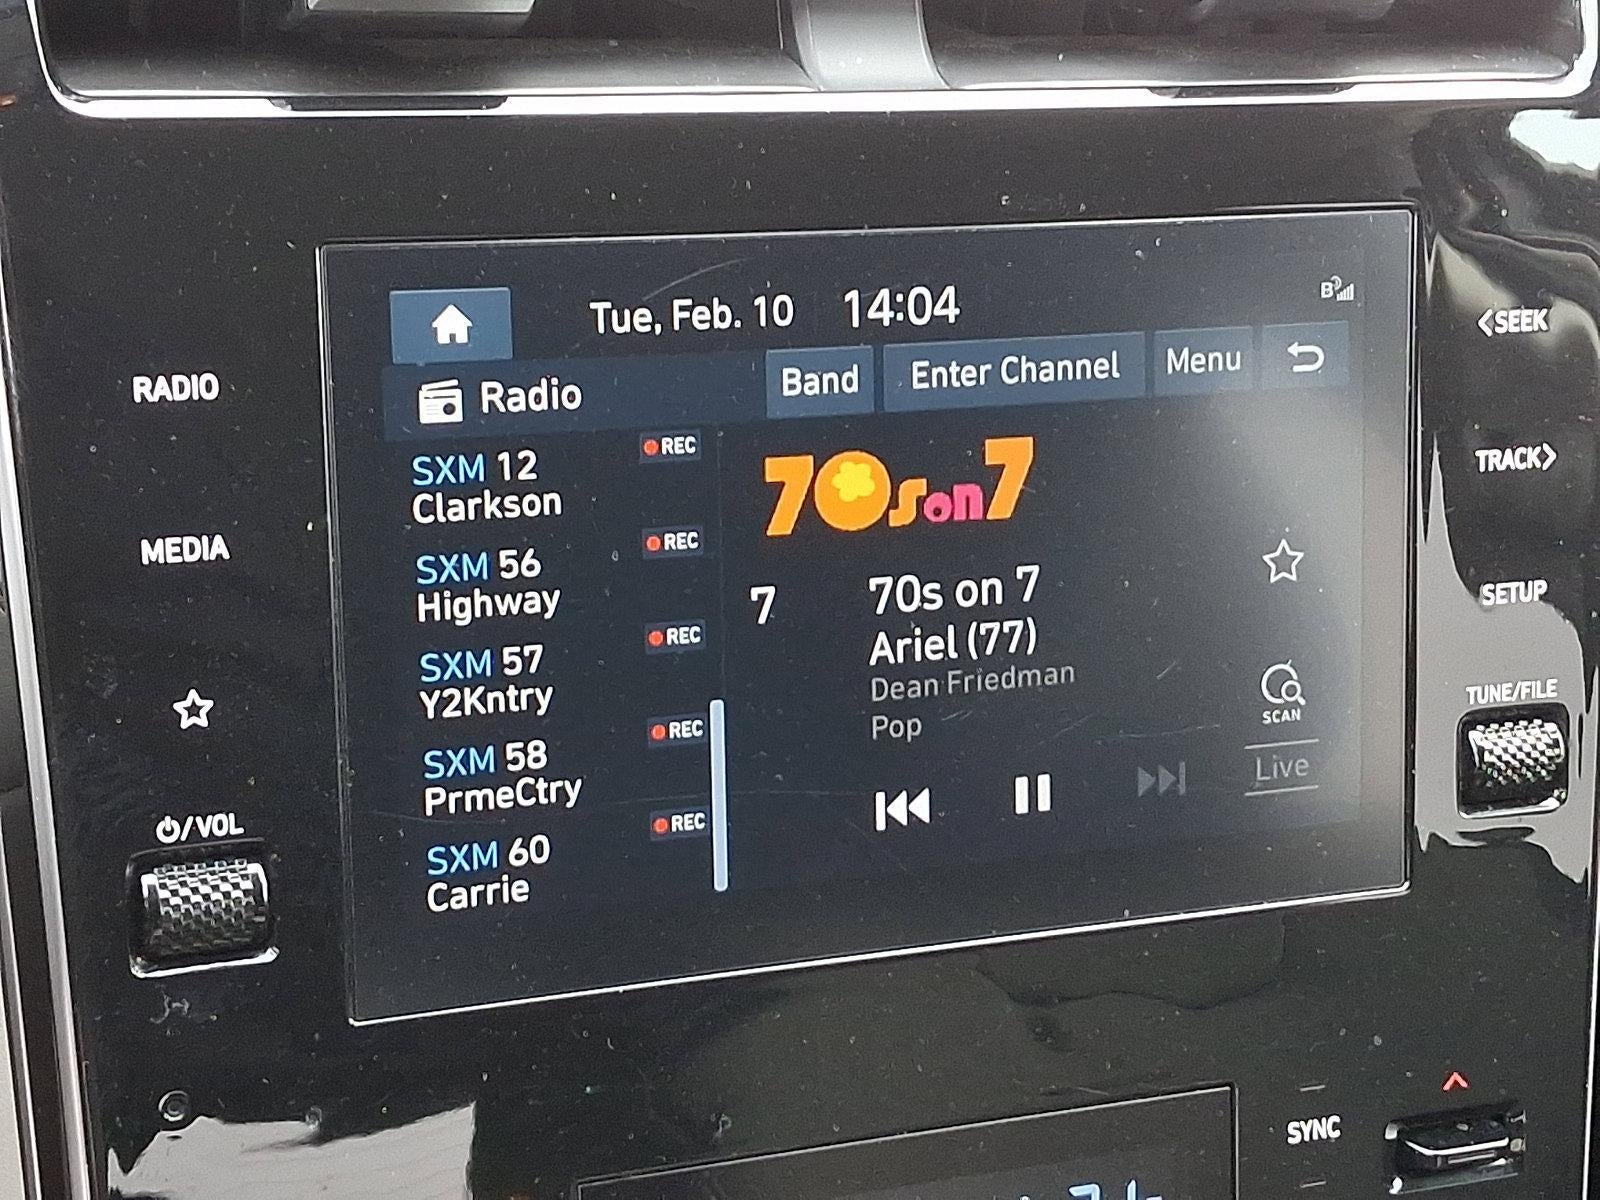 Tue, Feb. 10 14:04 B
Radio Band Enter Channel Menu
SXM 12 REC
Clarkson
SXM 56 REC
Highway
SXM 57 REC
Y2Kntry
SXM 58 REC
PrmeCtry
SXM 60 REC
Carrie
70s on 7
7 70s on 7
Ariel (77)
Dean Friedman
Pop
SCAN
Live
RADIO
MEDIA
/VOL
<SEEK
TRACK>
SETUP
TUNE/FILE
SYNC